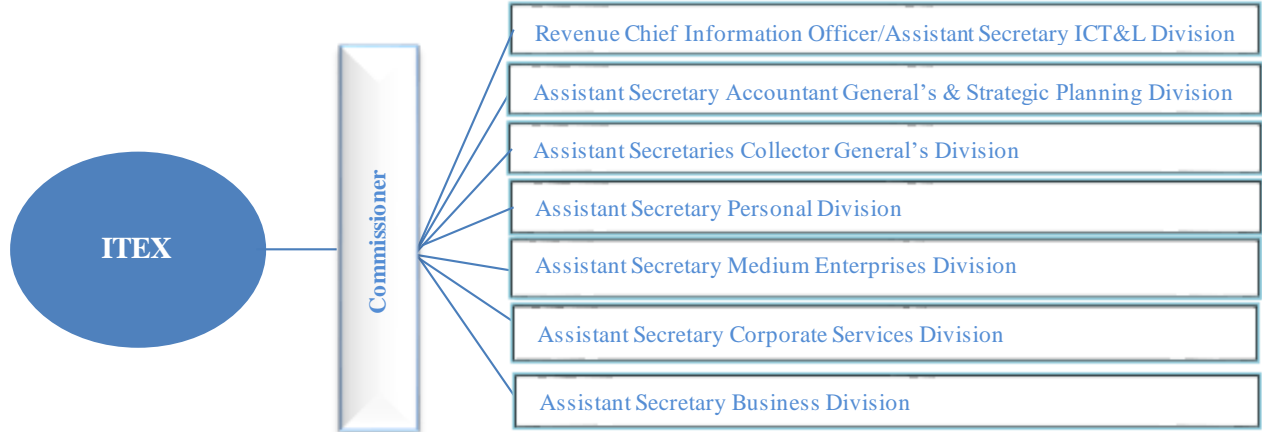 ITEX
Commissioner
Revenue Chief Information Officer/Assistant Secretary ICT&L Division
Assistant Secretary Accountant General’s & Strategic Planning Division
Assistant Secretaries Collector General’s Division
Assistant Secretary Personal Division
Assistant Secretary Medium Enterprises Division
Assistant Secretary Corporate Services Division
Assistant Secretary Business Division